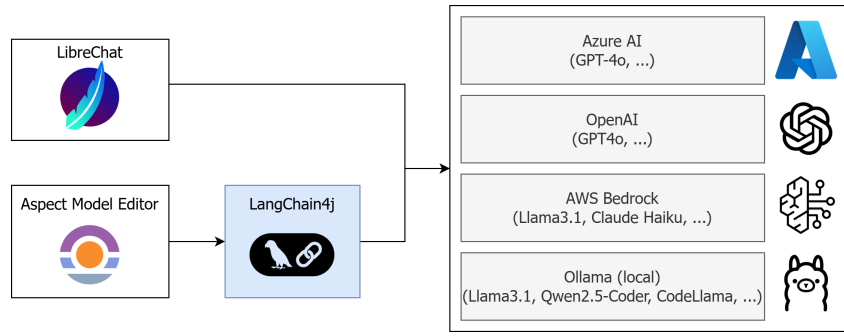 LibreChat
Aspect Model Editor
LangChain4j
Azure AI
(GPT-4o, ...)
OpenAI
(GPT4o, ...)
AWS Bedrock
(Llama3.1, Claude Haiku, ...)
Ollama (local)
(Llama3.1, Qwen2.5-Coder, CodeLlama, ...)